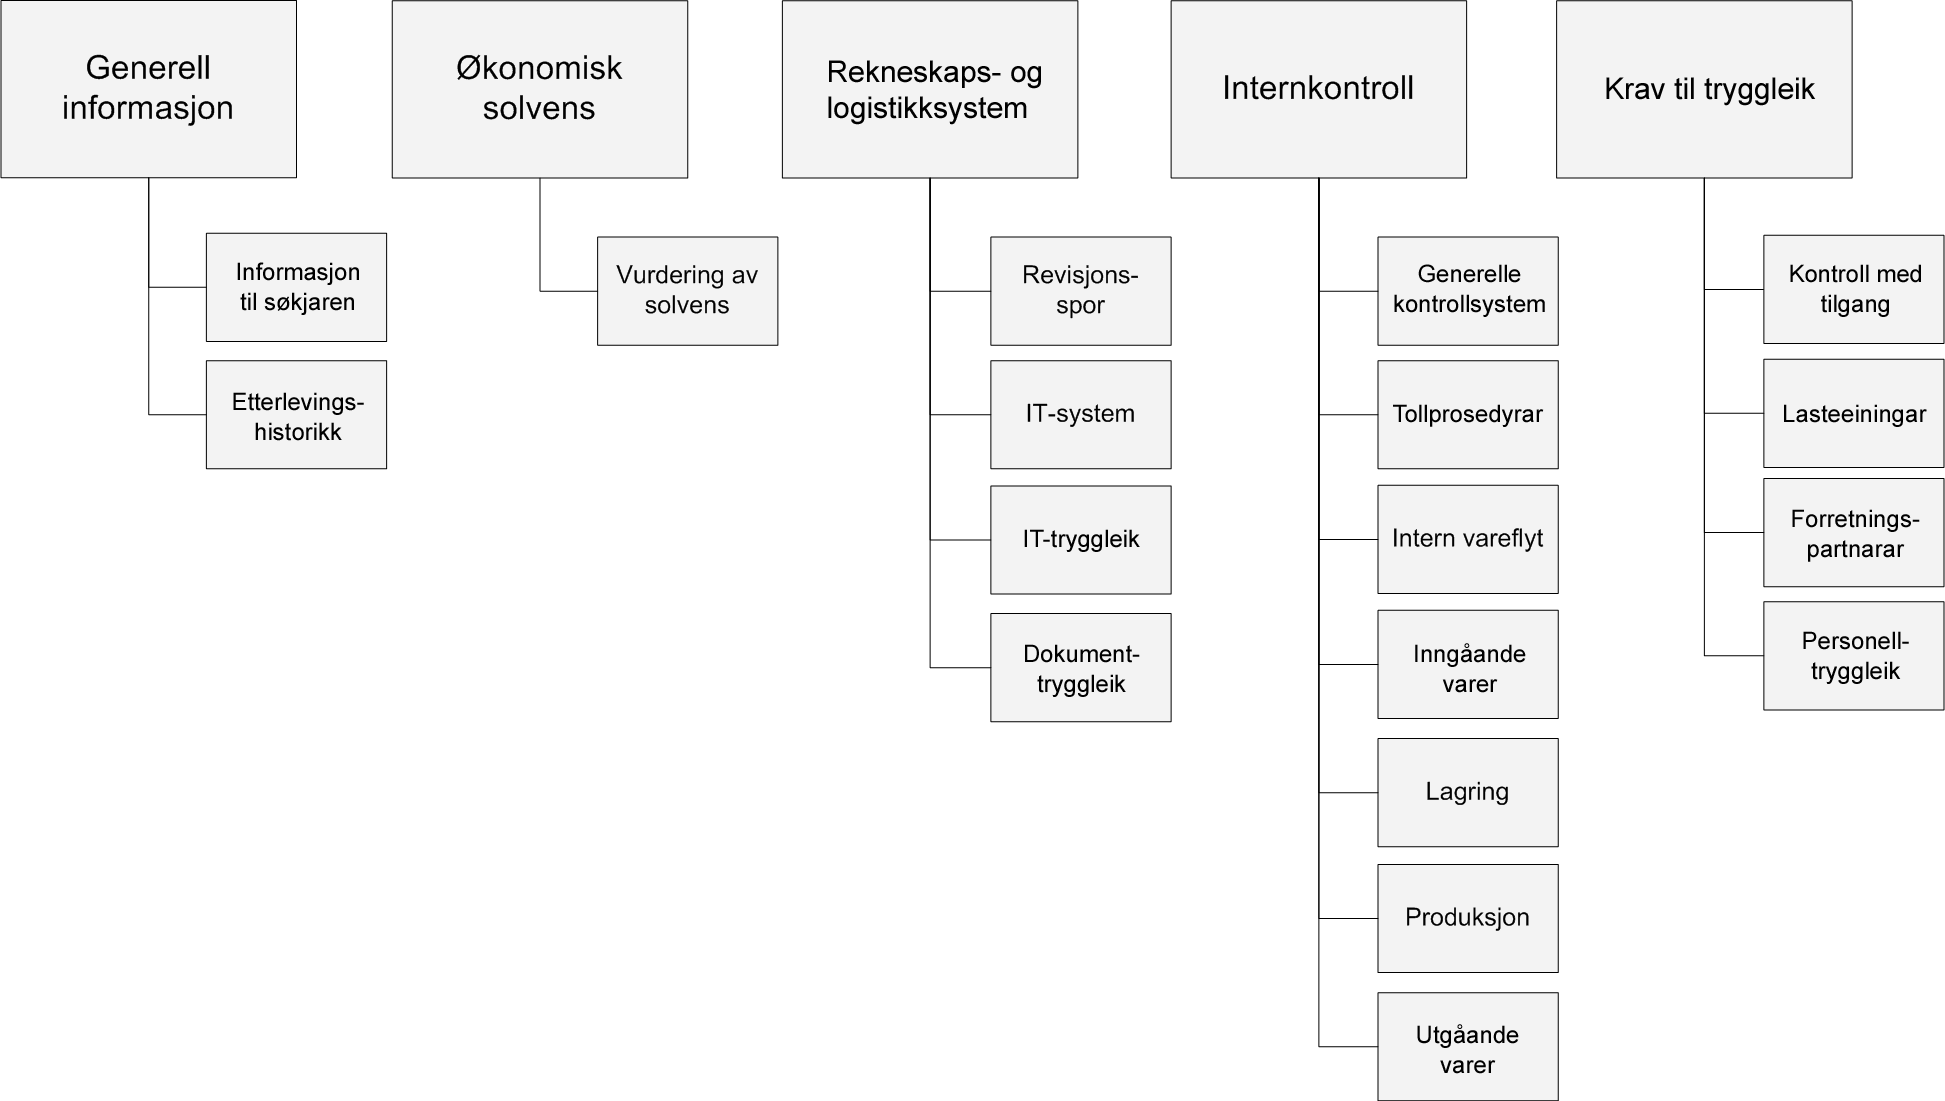 Generell
informasjon
Informasjon
til søkjaren
Etterlevings-
historikk
Økonomisk
solvens
Vurdering av
solvens
Rekneskaps- og
logistikksystem
Revisjons-
spor
IT-system
IT-tryggleik
Dokument-
tryggleik
Internkontroll
Generelle
kontrollsystem
Tollprosedyrar
Intern vareflyt
Inngåande
varer
Lagring
Produksjon
Utgåande
varer
Krav til tryggleik
Kontroll med
tilgang
Lasteeiningar
Forretnings-
partnarar
Personell-
tryggleik